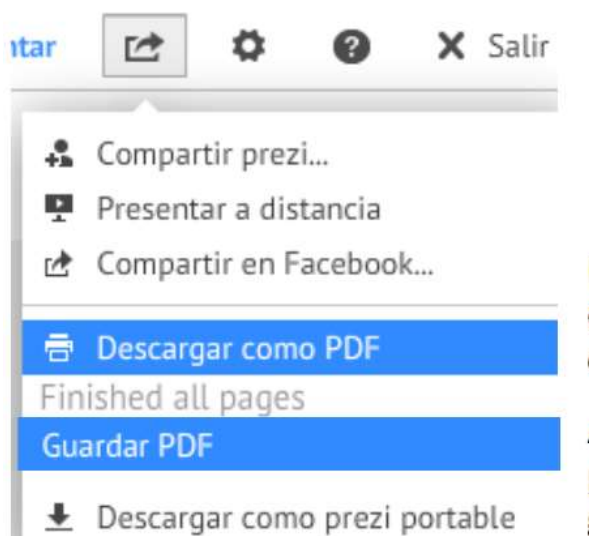 ntar Salir
Compartir prezi...
Presentar a distancia
Compartir en Facebook...
Descargar como PDF
Finished all pages
Guardar PDF
Descargar como prezi portable